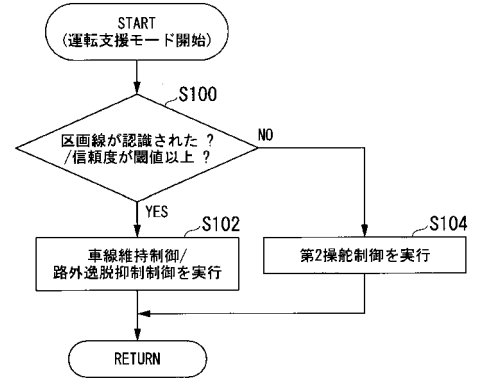 START
(運転支援モード開始)
S100
区画線が認識された ?
/信頼度が閾値以上 ?
NO
YES
S102
車線維持制御/
路外逸脱抑制制御を実行
S104
第2操舵制御を実行
RETURN